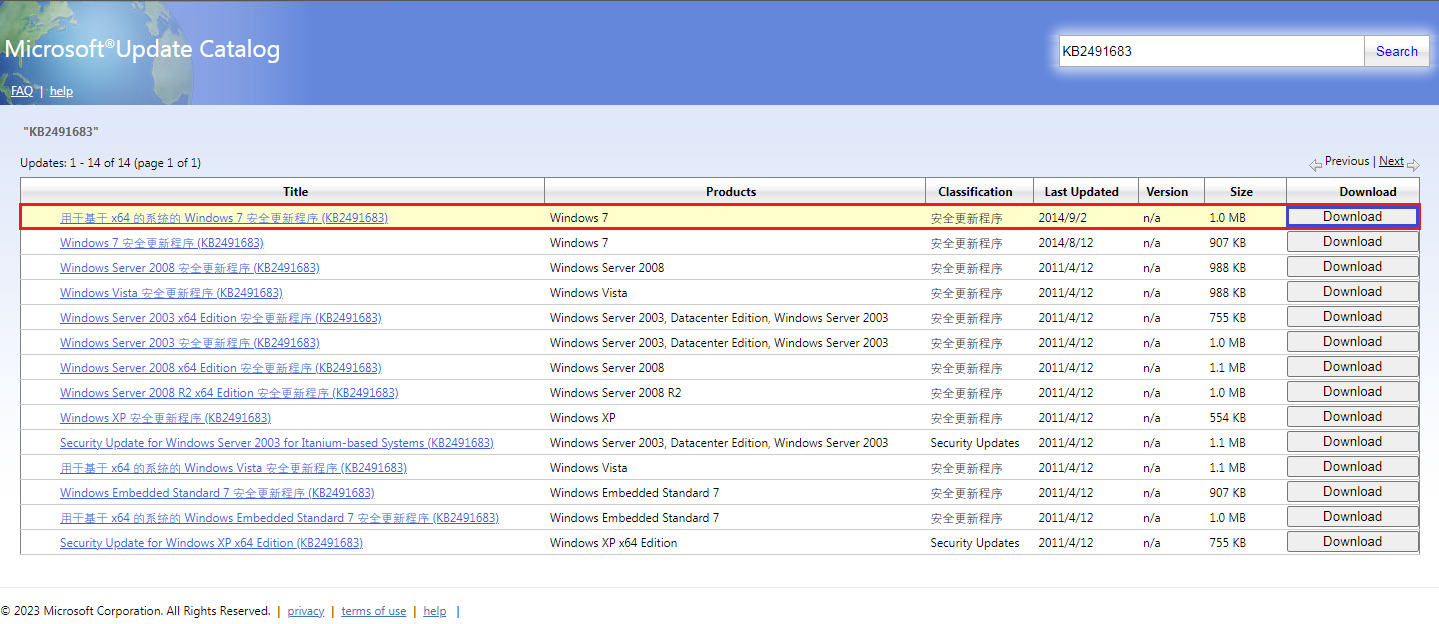 Microsoft®Update Catalog
KB2491683 Search
FAQ | help
"KB2491683"
Updates: 1 - 14 of 14 (page 1 of 1)
Previous | Next
Title Products Classification Last Updated Version Size Download
用于基于 x64 的系统的 Windows 7 安全更新程序 (KB2491683) Windows 7 安全更新程序 2014/9/2 n/a 1.0 MB Download
Windows 7 安全更新程序 (KB2491683) Windows 7 安全更新程序 2014/8/12 n/a 907 KB Download
Windows Server 2008 安全更新程序 (KB2491683) Windows Server 2008 安全更新程序 2011/4/12 n/a 988 KB Download
Windows Vista 安全更新程序 (KB2491683) Windows Vista 安全更新程序 2011/4/12 n/a 988 KB Download
Windows Server 2003 x64 Edition 安全更新程序 (KB2491683) Windows Server 2003, Datacenter Edition, Windows Server 2003 安全更新程序 2011/4/12 n/a 755 KB Download
Windows Server 2003 安全更新程序 (KB2491683) Windows Server 2003, Datacenter Edition, Windows Server 2003 安全更新程序 2011/4/12 n/a 1.0 MB Download
Windows Server 2008 x64 Edition 安全更新程序 (KB2491683) Windows Server 2008 安全更新程序 2011/4/12 n/a 1.1 MB Download
Windows Server 2008 R2 x64 Edition 安全更新程序 (KB2491683) Windows Server 2008 R2 安全更新程序 2011/4/12 n/a 1.0 MB Download
Windows XP 安全更新程序 (KB2491683) Windows XP 安全更新程序 2011/4/12 n/a 554 KB Download
Security Update for Windows Server 2003 for Itanium-based Systems (KB2491683) Windows Server 2003, Datacenter Edition, Windows Server 2003 Security Updates 2011/4/12 n/a 1.1 MB Download
用于基于 x64 的系统的 Windows Vista 安全更新程序 (KB2491683) Windows Vista 安全更新程序 2011/4/12 n/a 1.1 MB Download
Windows Embedded Standard 7 安全更新程序 (KB2491683) Windows Embedded Standard 7 安全更新程序 2011/4/12 n/a 907 KB Download
用于基于 x64 的系统的 Windows Embedded Standard 7 安全更新程序 (KB2491683) Windows Embedded Standard 7 安全更新程序 2011/4/12 n/a 1.0 MB Download
Security Update for Windows XP x64 Edition (KB2491683) Windows XP x64 Edition Security Updates 2011/4/12 n/a 755 KB Download
© 2023 Microsoft Corporation. All Rights Reserved. | privacy | terms of use | help |